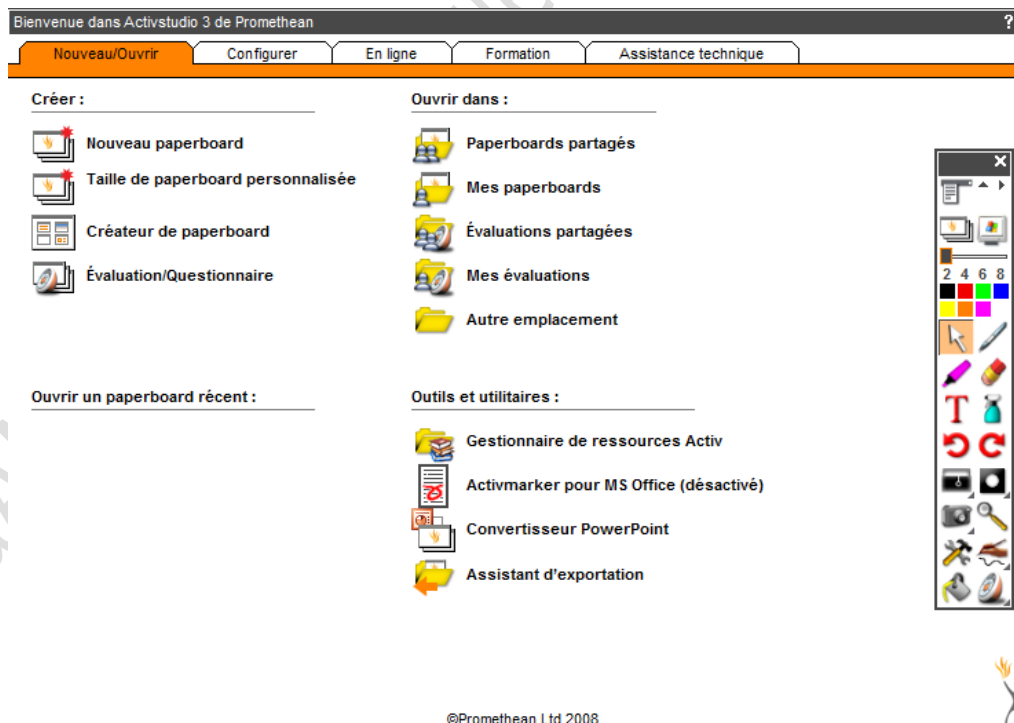 Bienvenue dans Activstudio 3 de Promethean
?
Nouveau/Ouvrir Configurer En ligne Formation Assistance technique
Créer :
Nouveau paperboard
Taille de paperboard personnalisée
Créateur de paperboard
Évaluation/Questionnaire
Ouvrir dans :
Paperboards partagés
Mes paperboards
Évaluations partagées
Mes évaluations
Autre emplacement
Ouvrir un paperboard récent :
Outils et utilitaires :
Gestionnaire de ressources Activ
Activmarker pour MS Office (désactivé)
Convertisseur PowerPoint
Assistant d'exportation
2 4 6 8
T
©Promethean Ltd 2008